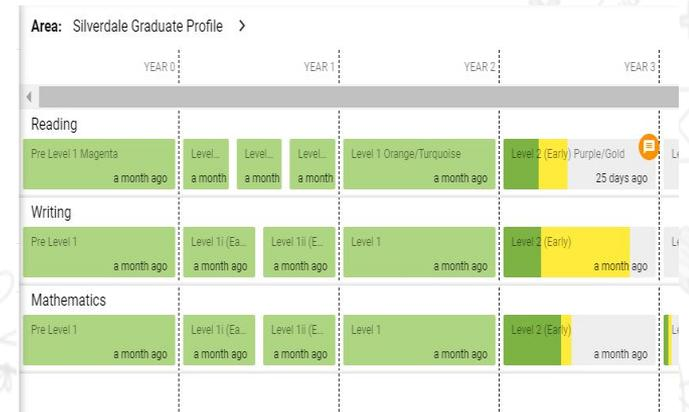 Area: Silverdale Graduate Profile
YEAR 0 YEAR 1 YEAR 2 YEAR 3
Reading
Pre Level 1 Magenta Level... Level... Level... Level 1 Orange/Turquoise Level 2 (Early) Purple/Gold Le
a month ago a month a month a month a month ago 25 days ago
Writing
Pre Level 1 Level 1i (Ea... Level 1ii (E... Level 1 Level 2 (Early) Le
a month ago a month ago a month ago a month ago a month ago
Mathematics
Pre Level 1 Level 1i (Ea... Level 1ii (E... Level 1 Level 2 (Early) Le
a month ago a month ago a month ago a month ago a month ago